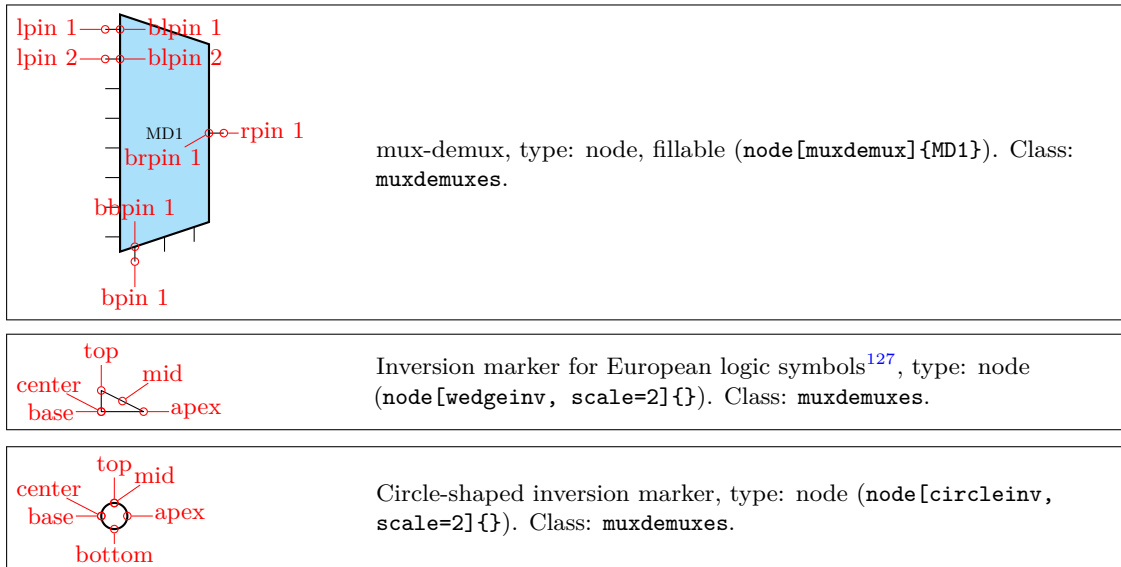 lpin 1 blpin 1
lpin 2 blpin 2
MD1
rpin 1
brpin 1
bbpin 1
bpin 1
mux-demux, type: node, fillable (node[muxdemux]{MD1}). Class:
muxdemuxes.
top
mid
center
base apex
Inversion marker for European logic symbols127, type: node
(node[wedgeinv, scale=2]{}). Class: muxdemuxes.
top
mid
center
base apex
bottom
Circle-shaped inversion marker, type: node (node[circleinv,
scale=2]{}). Class: muxdemuxes.